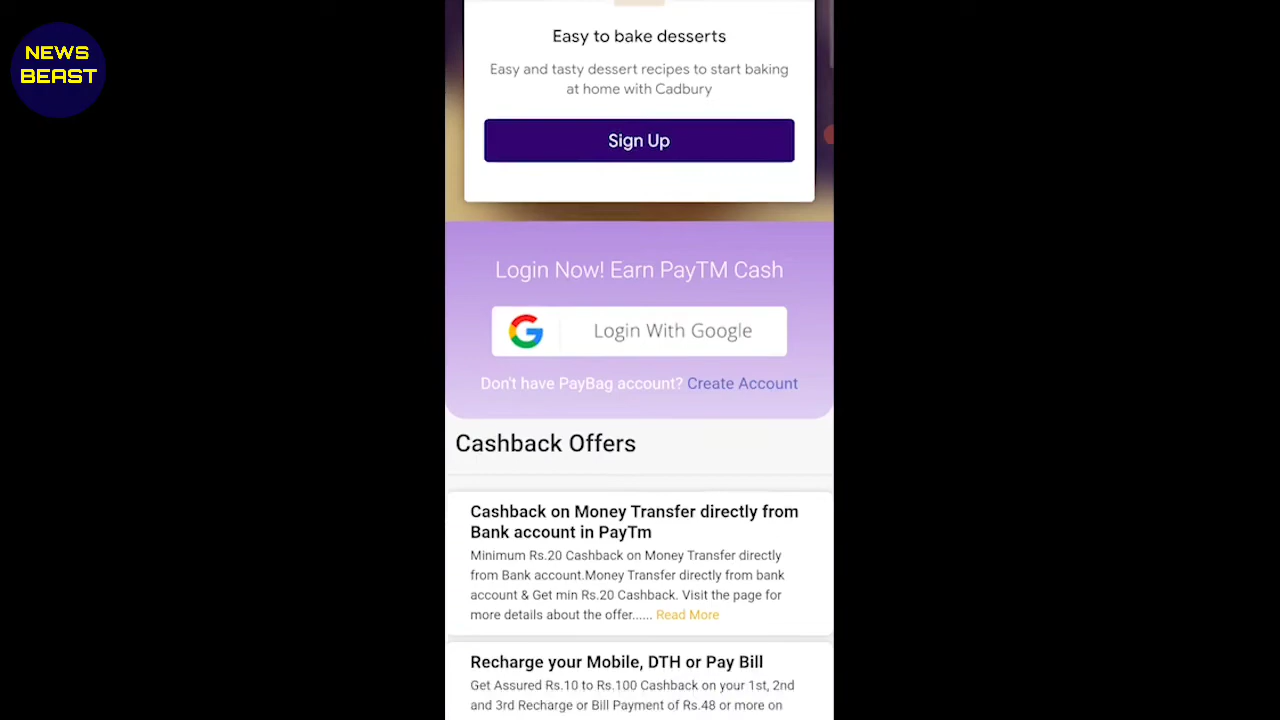 NEWS
BEAST
Easy to bake desserts
Easy and tasty dessert recipes to start baking
at home with Cadbury
Sign Up
Login Now! Earn PayTM Cash
Login With Google
Don't have PayBag account? Create Account
Cashback Offers
Cashback on Money Transfer directly from
Bank account in PayTm
Minimum Rs.20 Cashback on Money Transfer directly
from Bank account.Money Transfer directly from bank
account & Get min Rs.20 Cashback. Visit the page for
more details about the offer...... Read More
Recharge your Mobile, DTH or Pay Bill
Get Assured Rs.10 to Rs.100 Cashback on your 1st, 2nd
and 3rd Recharge or Bill Payment of Rs.48 or more on